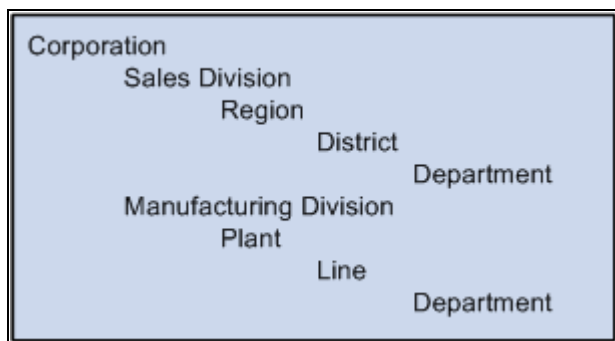 Corporation
Sales Division
Region
District
Department
Manufacturing Division
Plant
Line
Department